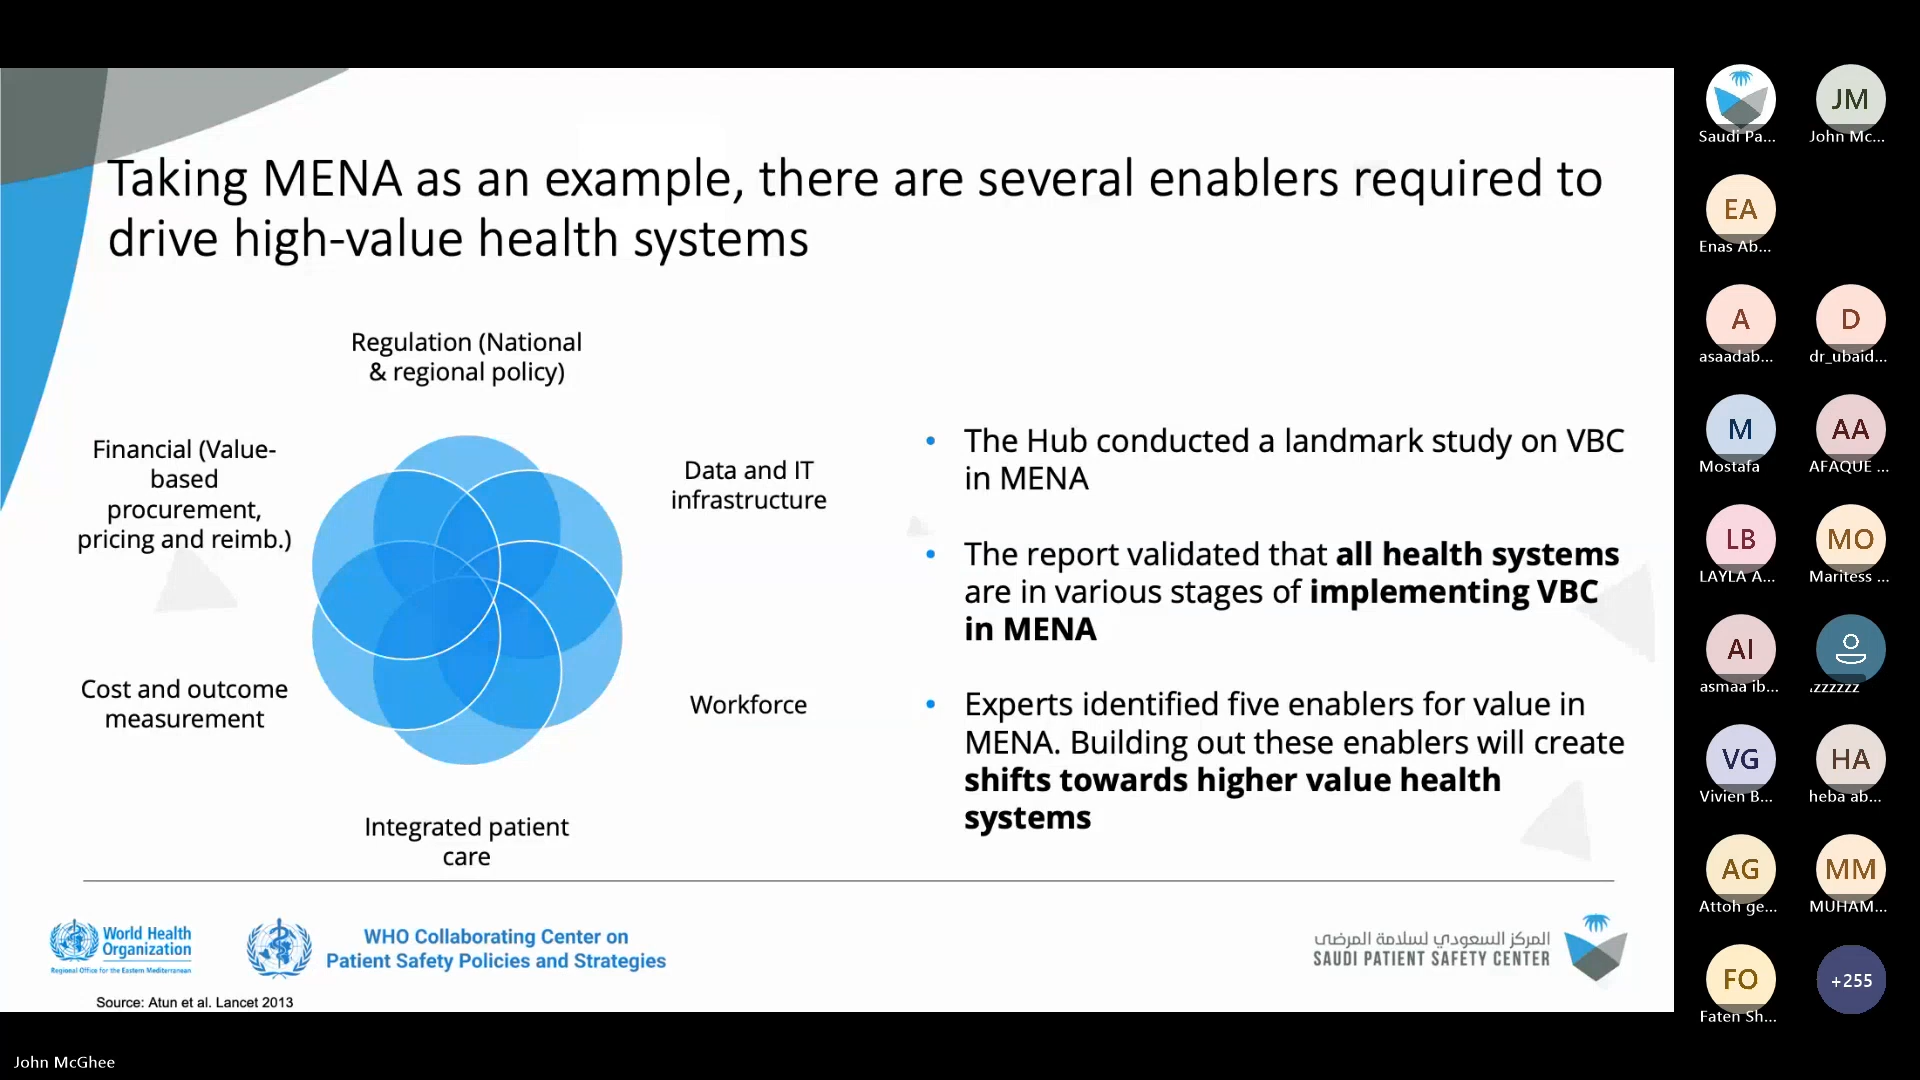 Taking MENA as an example, there are several enablers required to
drive high-value health systems
Regulation (National
& regional policy)
Financial (Value-
based
procurement,
pricing and reimb.)
Data and IT
infrastructure
Cost and outcome
measurement
Workforce
Integrated patient
care
• The Hub conducted a landmark study on VBC
in MENA
• The report validated that all health systems
are in various stages of implementing VBC
in MENA
• Experts identified five enablers for value in
MENA. Building out these enablers will create
shifts towards higher value health
systems
World Health
Organization
Regional Office for the Eastern Mediterranean
WHO Collaborating Center on
Patient Safety Policies and Strategies
المركز السعودي لسلامة المرضى
SAUDI PATIENT SAFETY CENTER
Source: Atun et al. Lancet 2013
John McGhee
Saudi Pa...
JM
John Mc...
EA
Enas Ab...
A
asaadab...
D
dr_ubaid...
M
Mostafa
AA
AFAQUE ...
LB
LAYLA A...
MO
Maritess ...
AI
asmaa ib...
.zzzzzz
VG
Vivien B...
HA
heba ab...
AG
Attoh ge...
MM
MUHAM...
FO
Faten Sh...
+255